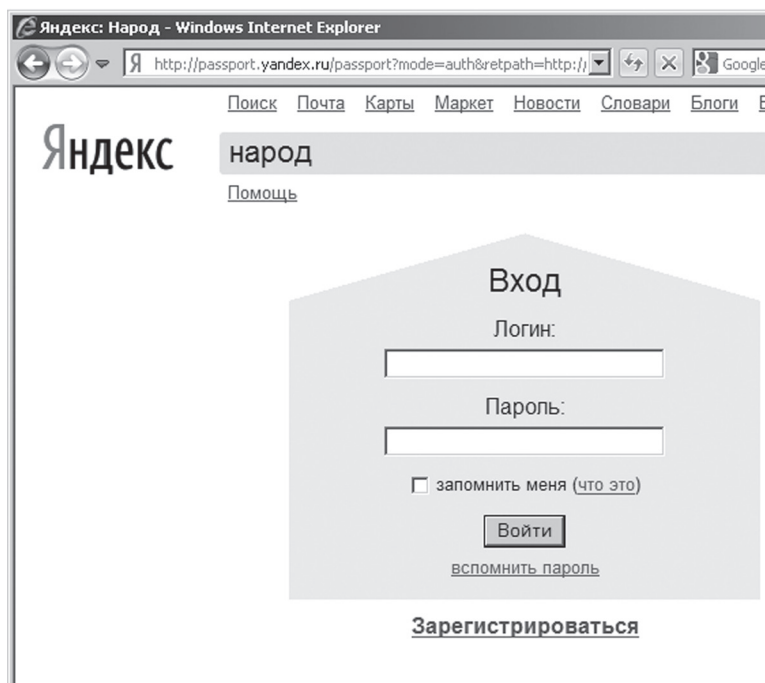 Яндекс: Народ - Windows Internet Explorer
Я http://passport.yandex.ru/passport?mode=auth&retpath=http:// Google
Поиск Почта Карты Маркет Новости Словари Блоги
Яндекс
народ
Помощь
Вход
Логин:
Пароль:
запомнить меня (что это)
Войти
вспомнить пароль
Зарегистрироваться